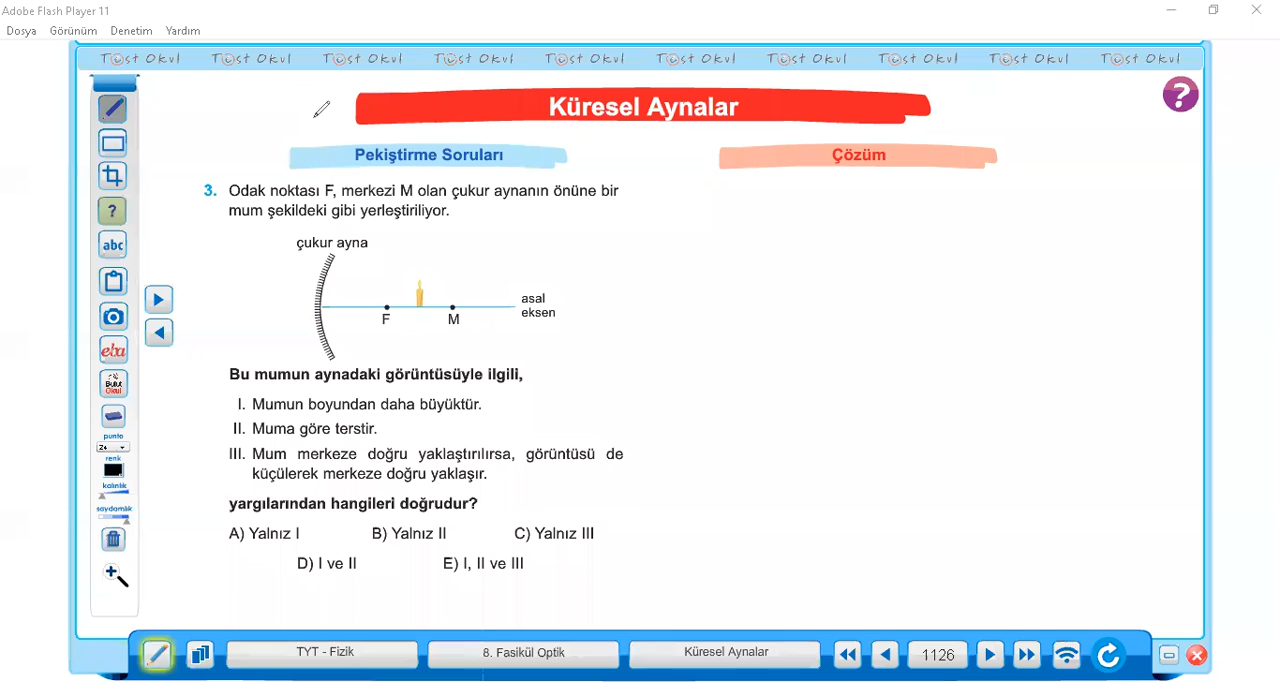 Adobe Flash Player 11
Dosya Görünüm Denetim Yardım
Test Okul Test Okul Test Okul Test Okul Test Okul Test Okul Test Okul Test Okul Test Okul Test Okul
Küresel Aynalar
?
Pekiştirme Soruları
Çözüm
3. Odak noktası F, merkezi M olan çukur aynanın önüne bir
mum şekildeki gibi yerleştiriliyor.
çukur ayna
asal
eksen
F M
Bu mumun aynadaki görüntüsüyle ilgili,
I. Mumun boyundan daha büyüktür.
II. Muma göre terstir.
III. Mum merkeze doğru yaklaştırılırsa, görüntüsü de
küçülerek merkeze doğru yaklaşır.
yargılarından hangileri doğrudur?
A) Yalnız I B) Yalnız II C) Yalnız III
D) I ve II E) I, II ve III
?
abc
eba
Bulut
Okul
punto
24
renk
kalınlık
saydamlık
TYT - Fizik
8. Fasikül Optik
Küresel Aynalar
1126